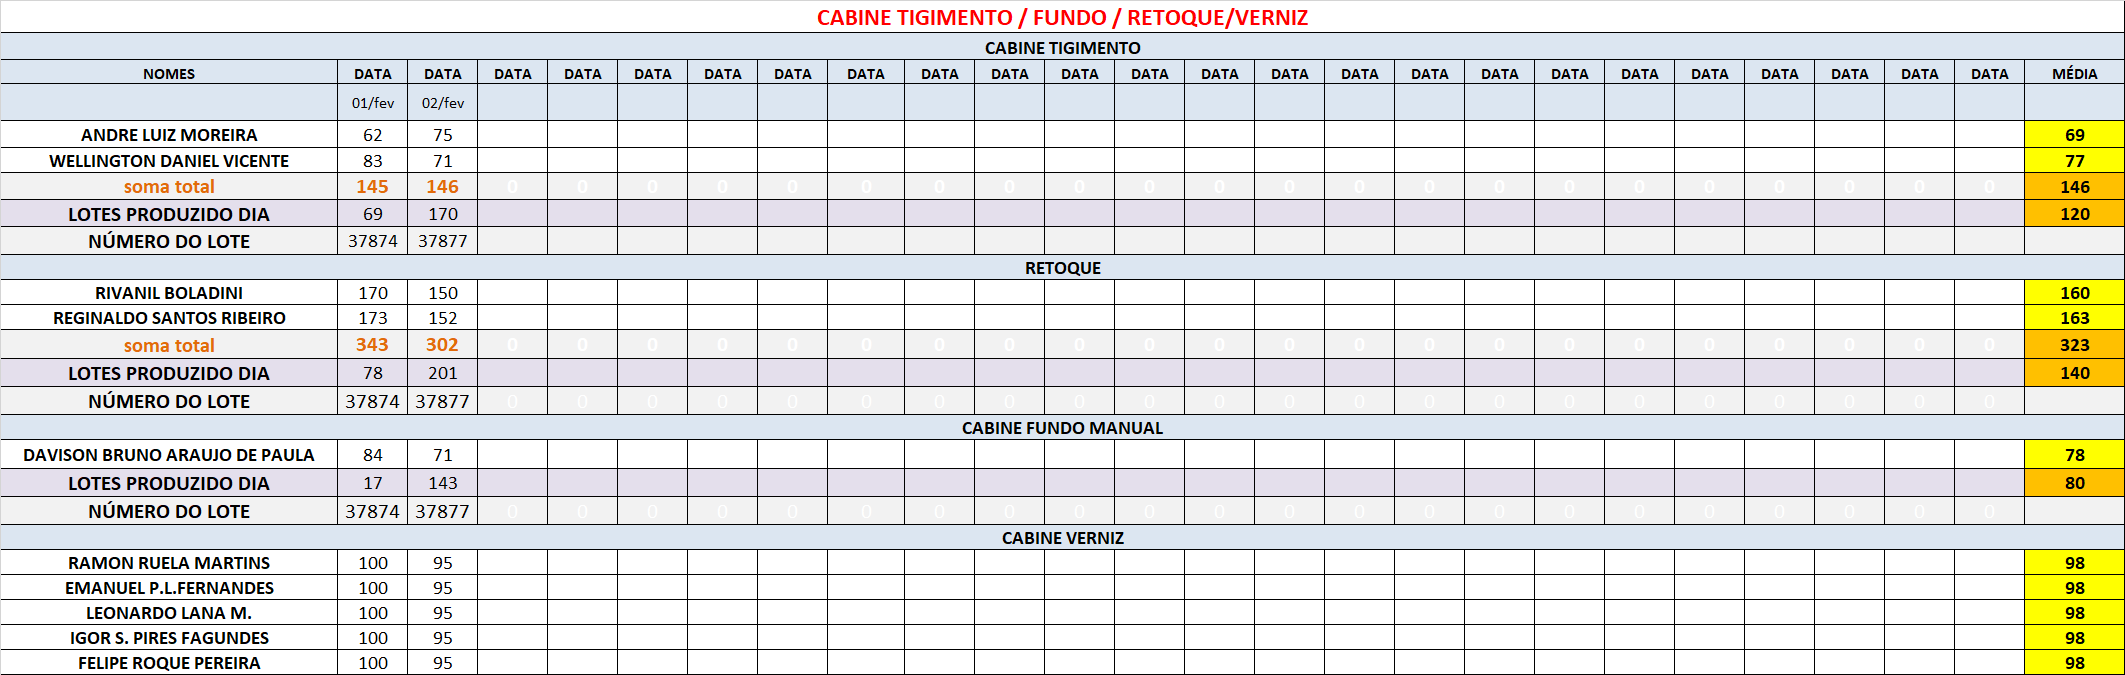 CABINE TIGIMENTO / FUNDO / RETOQUE/VERNIZ
CABINE TIGIMENTO
NOMES DATA DATA DATA DATA DATA DATA DATA DATA DATA DATA DATA DATA DATA DATA DATA DATA DATA DATA DATA DATA DATA DATA DATA DATA MÉDIA
01/fev 02/fev
ANDRE LUIZ MOREIRA 62 75 69
WELLINGTON DANIEL VICENTE 83 71 77
soma total 145 146 0 0 0 0 0 0 0 0 0 0 0 0 0 0 0 0 0 0 0 0 0 0 146
LOTES PRODUZIDO DIA 69 170 120
NÚMERO DO LOTE 37874 37877
RETOQUE
RIVANIL BOLADINI 170 150 160
REGINALDO SANTOS RIBEIRO 173 152 163
soma total 343 302 0 0 0 0 0 0 0 0 0 0 0 0 0 0 0 0 0 0 0 0 0 0 323
LOTES PRODUZIDO DIA 78 201 140
NÚMERO DO LOTE 37874 37877 0 0 0 0 0 0 0 0 0 0 0 0 0 0 0 0 0 0 0 0 0 0
CABINE FUNDO MANUAL
DAVISON BRUNO ARAUJO DE PAULA 84 71 78
LOTES PRODUZIDO DIA 17 143 80
NÚMERO DO LOTE 37874 37877 0 0 0 0 0 0 0 0 0 0 0 0 0 0 0 0 0 0 0 0 0 0
CABINE VERNIZ
RAMON RUELA MARTINS 100 95 98
EMANUEL P.L.FERNANDES 100 95 98
LEONARDO LANA M. 100 95 98
IGOR S. PIRES FAGUNDES 100 95 98
FELIPE ROQUE PEREIRA 100 95 98